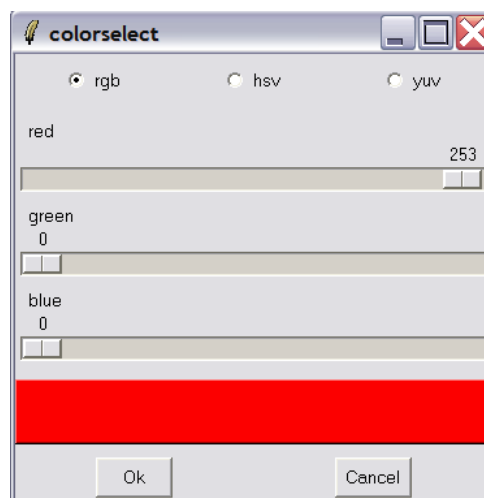 colorselect
rgb hsv yuv
red
253
green
0
blue
0
Ok Cancel